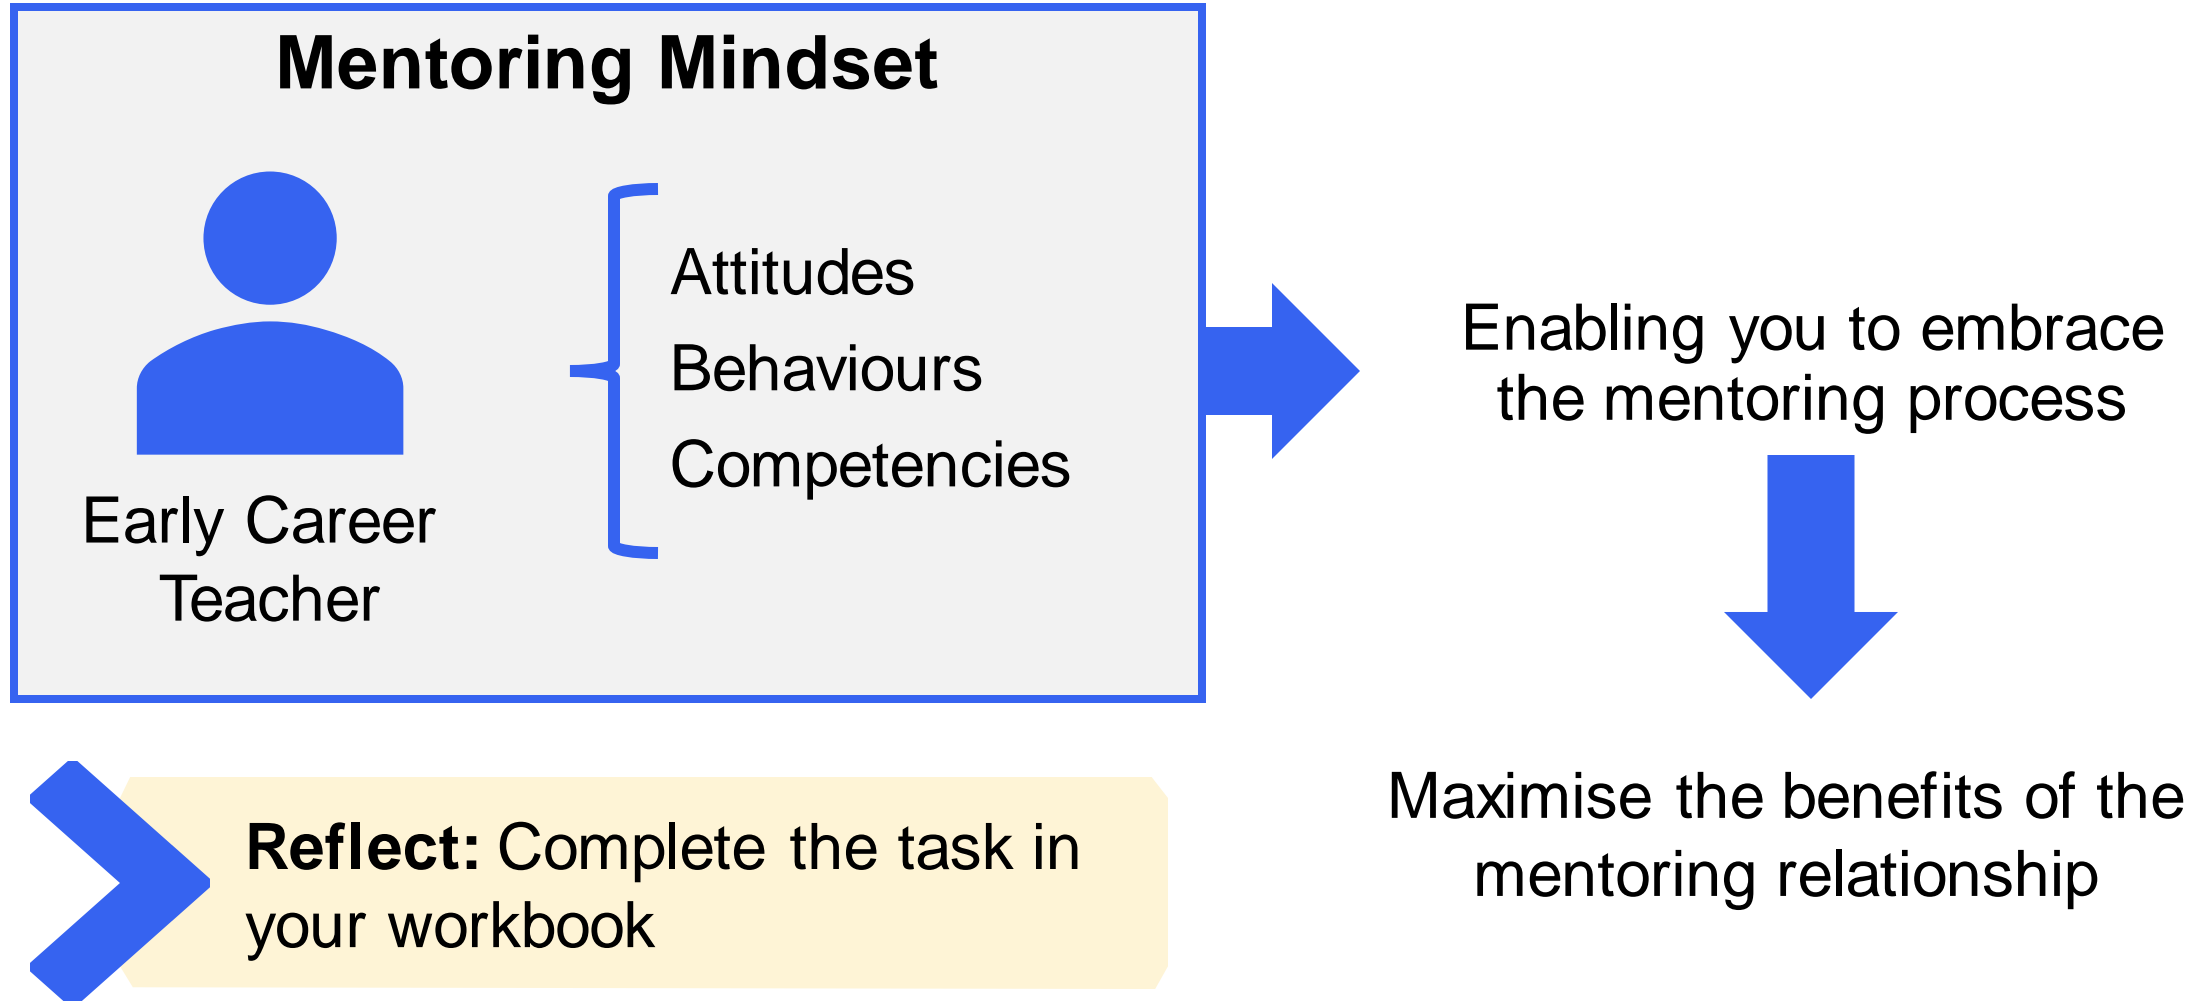 Mentoring Mindset
Early Career
Teacher
Attitudes
Behaviours
Competencies
Enabling you to embrace
the mentoring process
Maximise the benefits of the
mentoring relationship
Reflect: Complete the task in
your workbook